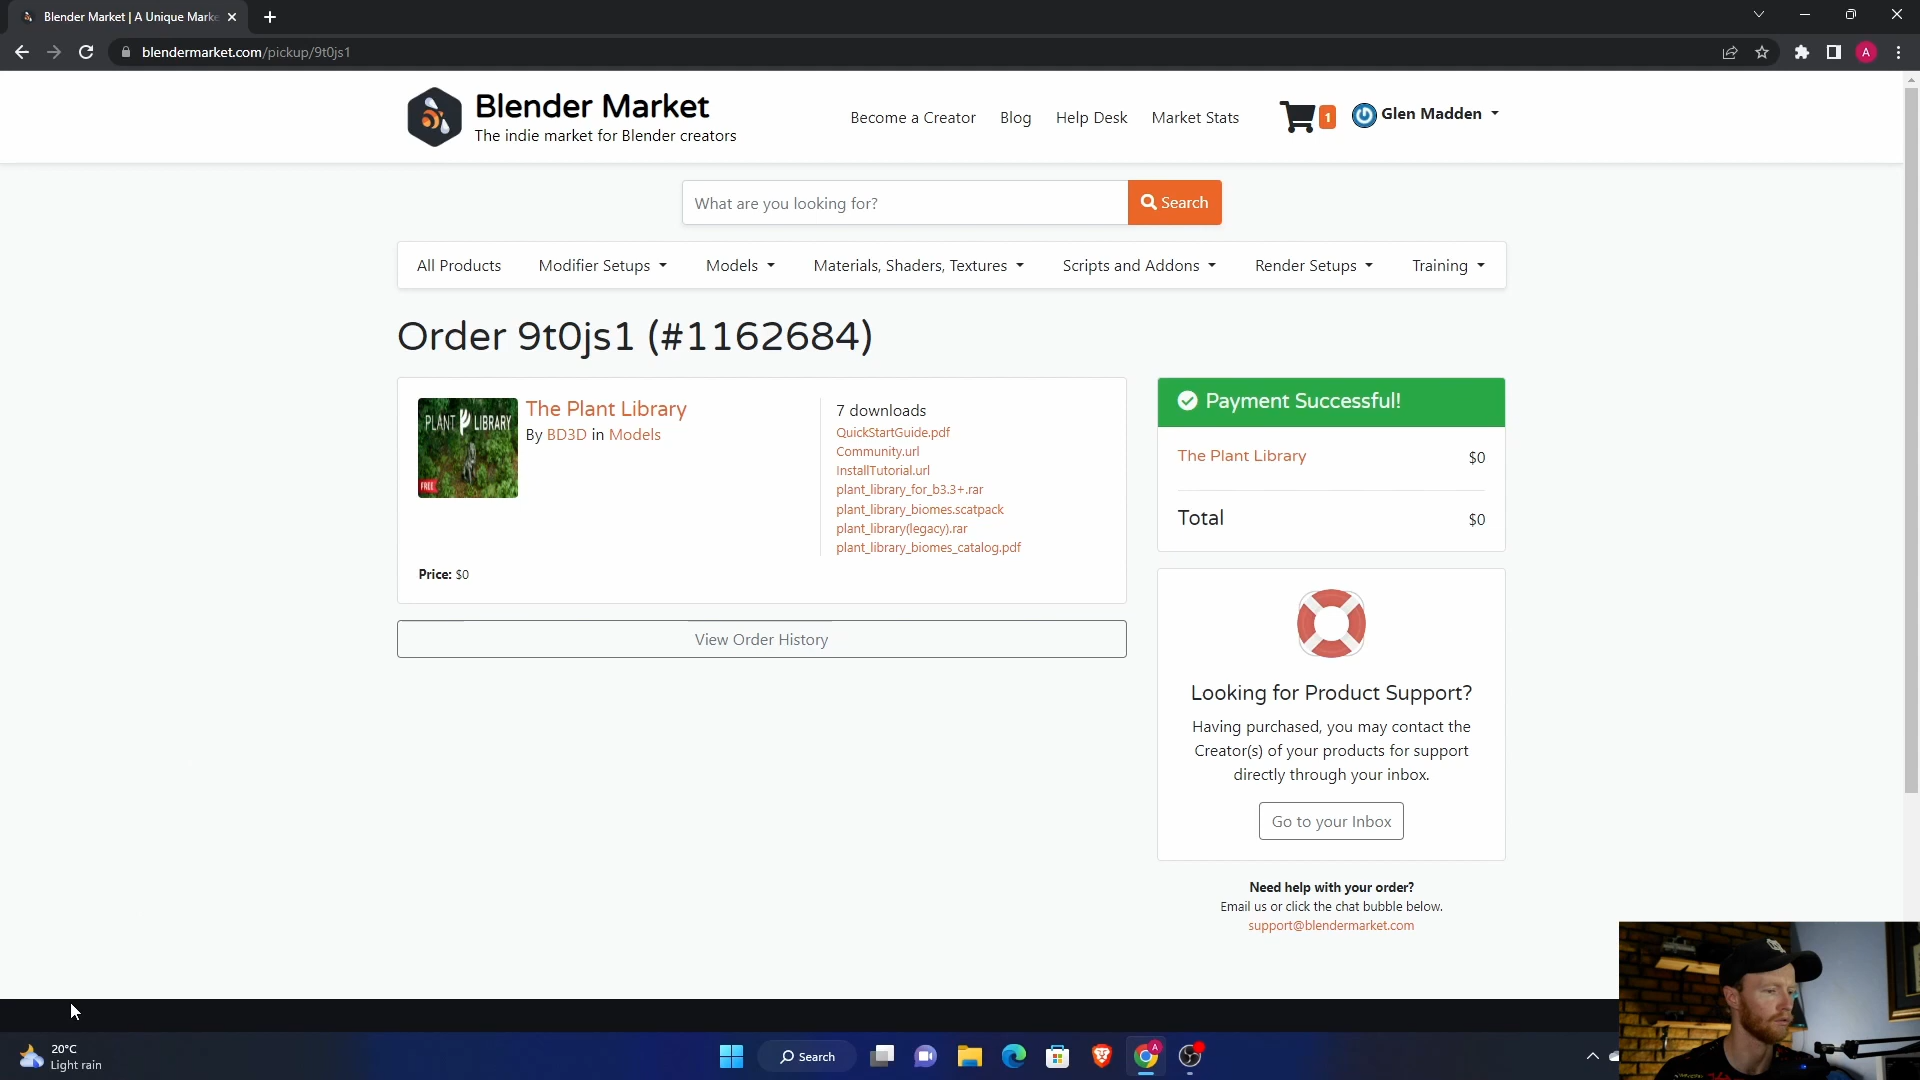 Blender Market | A Unique Marke
blendermarket.com/pickup/9t0js1
A
Blender Market
The indie market for Blender creators
Become a Creator
Blog
Help Desk
Market Stats
1
Glen Madden
What are you looking for?
Search
All Products
Modifier Setups
Models
Materials, Shaders, Textures
Scripts and Addons
Render Setups
Training
Order 9t0js1 (#1162684)
PLANT LIBRARY
FREE
The Plant Library
By BD3D in Models
Price: $0
7 downloads
QuickStartGuide.pdf
Community.url
InstallTutorial.url
plant_library_for_b3.3+.rar
plant_library_biomes.scatpack
plant_library(legacy).rar
plant_library_biomes_catalog.pdf
View Order History
Payment Successful!
The Plant Library $0
Total $0
Looking for Product Support?
Having purchased, you may contact the
Creator(s) of your products for support
directly through your inbox.
Go to your Inbox
Need help with your order?
Email us or click the chat bubble below.
support@blendermarket.com
20°C
Light rain
Search
A